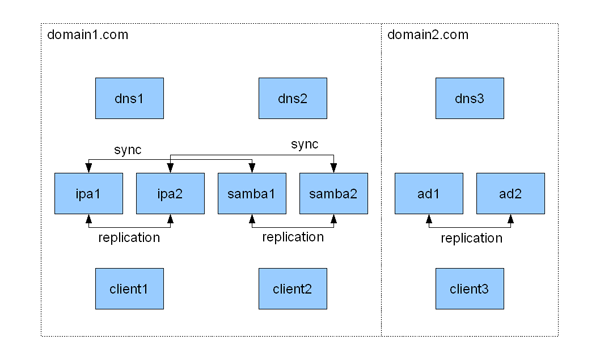 domain1.com
domain2.com
dns1
dns2
dns3
sync
sync
ipa1
ipa2
samba1
samba2
ad1
ad2
replication
replication
replication
client1
client2
client3